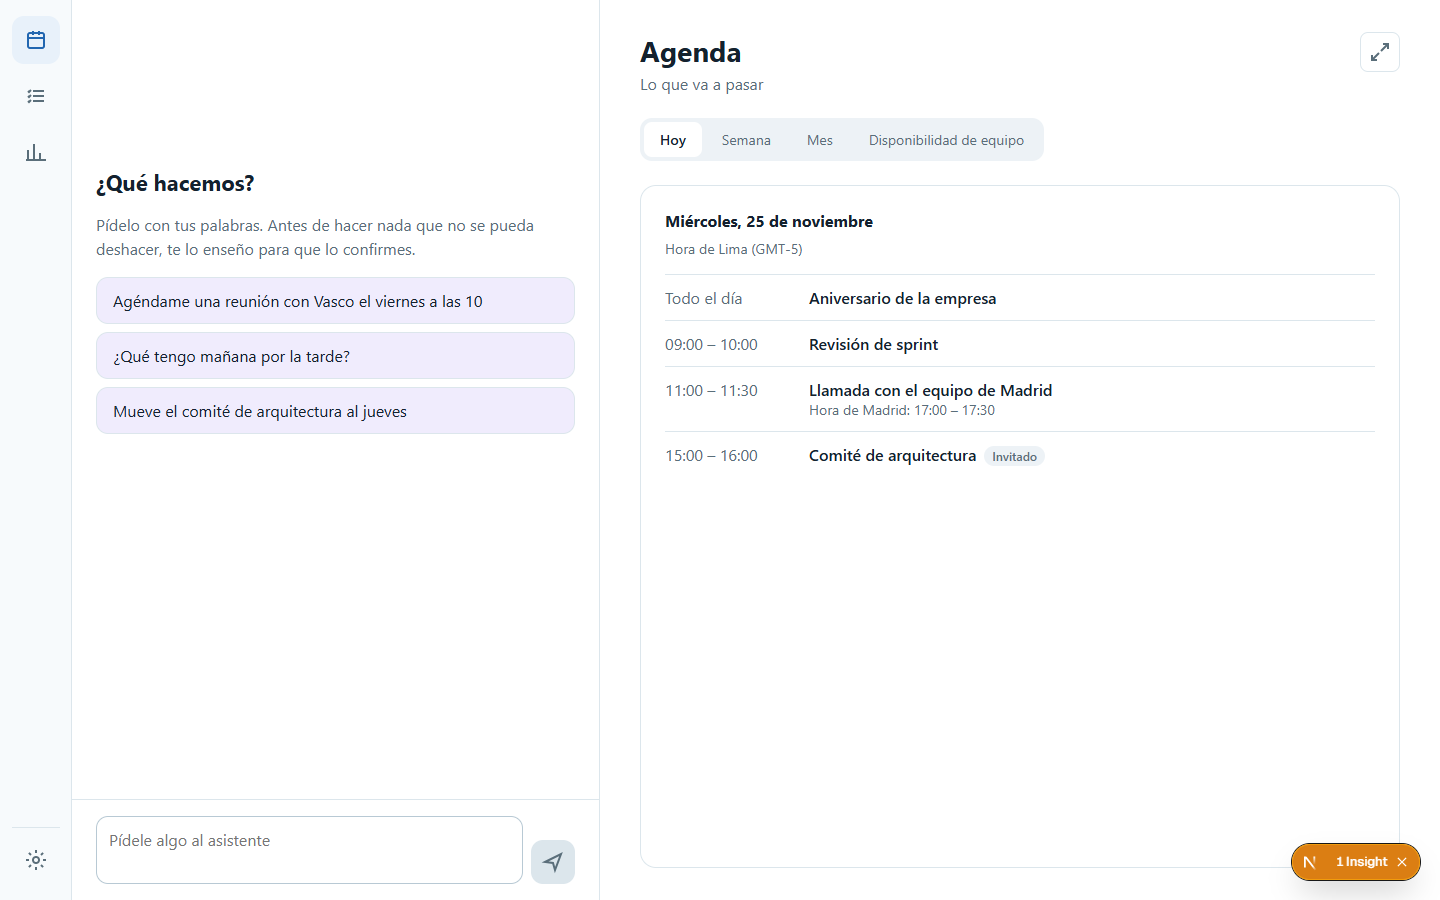 ¿Qué hacemos?
Pídelo con tus palabras. Antes de hacer nada que no se pueda
deshacer, te lo enseño para que lo confirmes.
Agéndame una reunión con Vasco el viernes a las 10
¿Qué tengo mañana por la tarde?
Mueve el comité de arquitectura al jueves
Pídele algo al asistente
Agenda
Lo que va a pasar
Hoy Semana Mes Disponibilidad de equipo
Miércoles, 25 de noviembre
Hora de Lima (GMT-5)
Todo el día Aniversario de la empresa
09:00 – 10:00 Revisión de sprint
11:00 – 11:30 Llamada con el equipo de Madrid
Hora de Madrid: 17:00 – 17:30
15:00 – 16:00 Comité de arquitectura Invitado
N 1 Insight